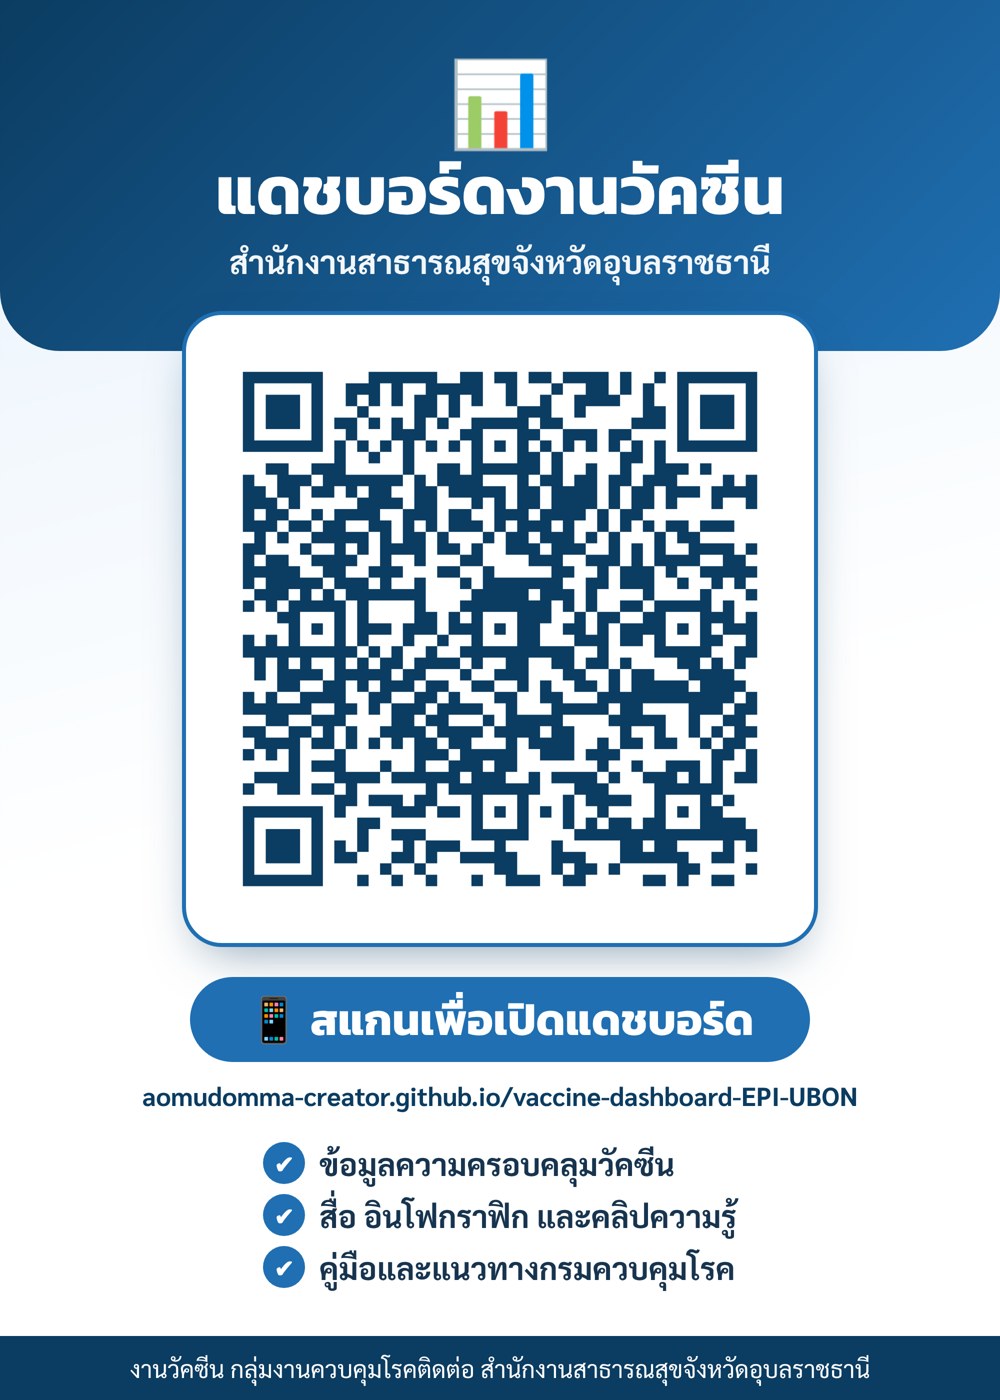 แดชบอร์ดงานวัคซีน
สำนักงานสาธารณสุขจังหวัดอุบลราชธานี
สแกนเพื่อเปิดแดชบอร์ด
aomudomma-creator.github.io/vaccine-dashboard-EPI-UBON
ข้อมูลความครอบคลุมวัคซีน
สื่อ อินโฟกราฟิก และคลิปความรู้
คู่มือและแนวทางกรมควบคุมโรค
งานวัคซีน กลุ่มงานควบคุมโรคติดต่อ สำนักงานสาธารณสุขจังหวัดอุบลราชธานี